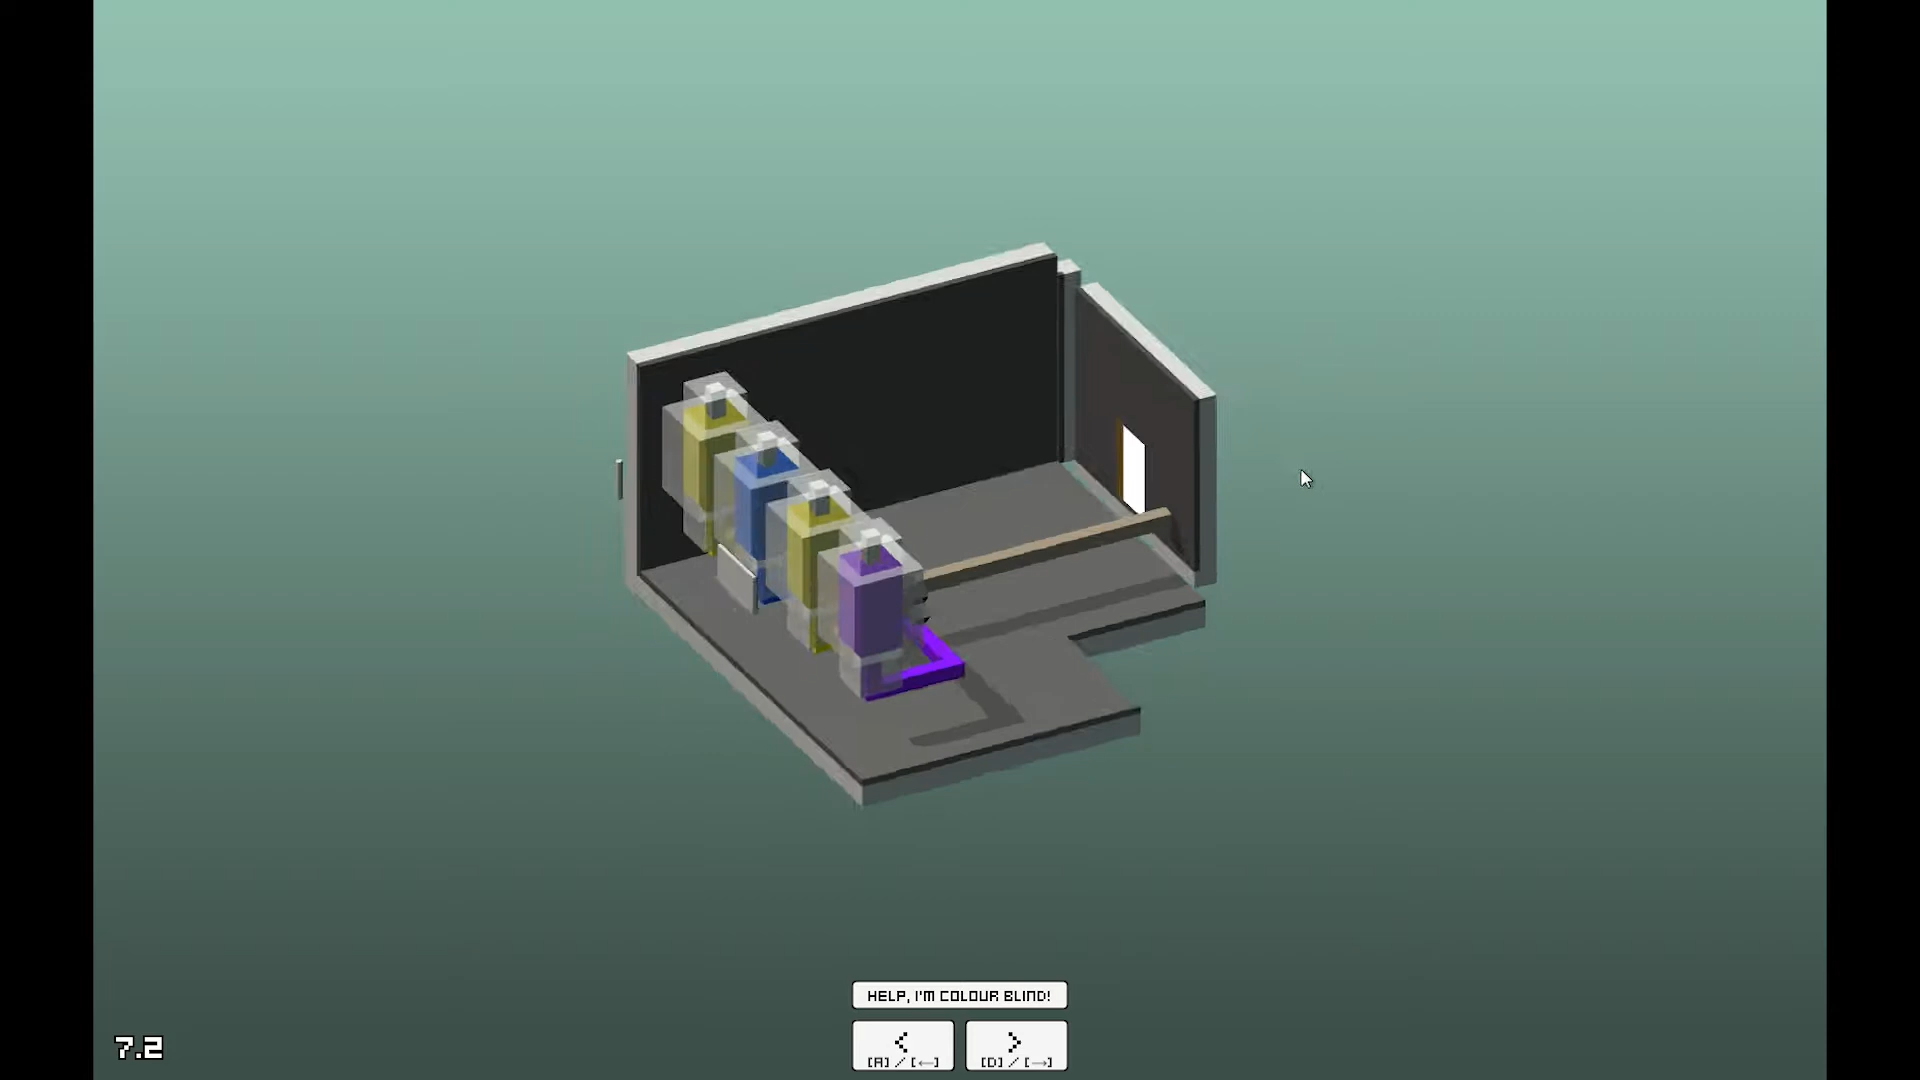 HELP, I'M COLOUR BLIND!
< >
[A] / [←] [D] / [→]
7.2